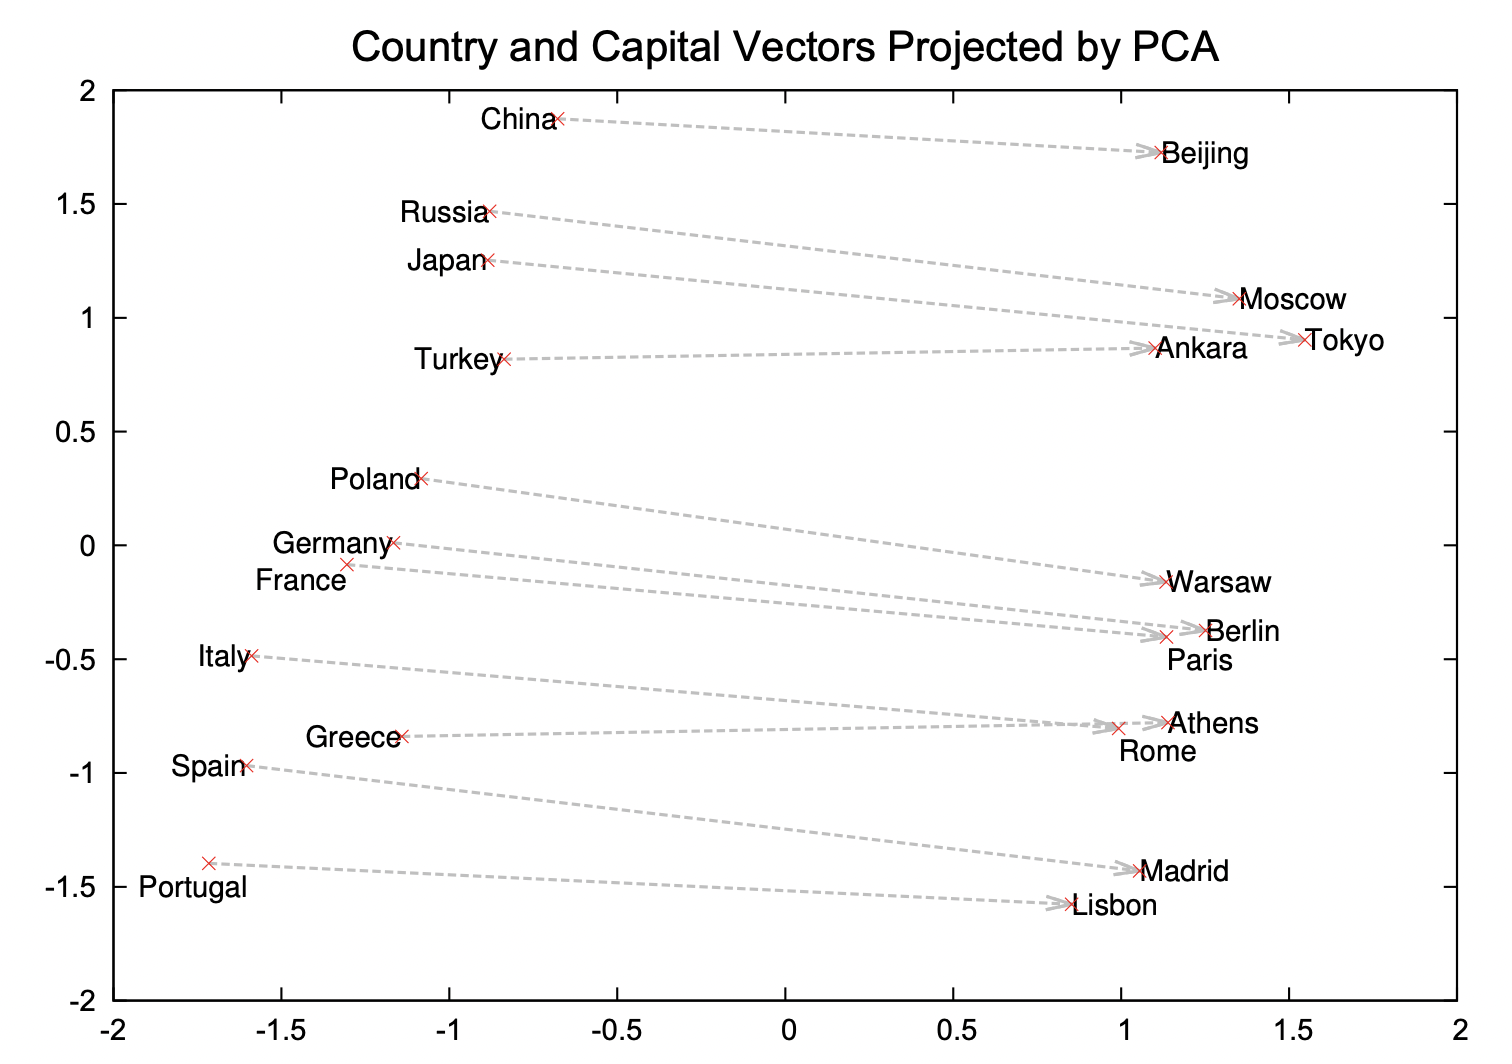 Country and Capital Vectors Projected by PCA
2
China
Beijing
1.5
Russia
Japan
Moscow
1
Tokyo
Turkey
Ankara
0.5
Poland
0
Germany
France
Warsaw
Berlin
-0.5
Italy
Paris
Greece
Athens
Rome
-1
Spain
Madrid
-1.5
Portugal
Lisbon
-2
-2 -1.5 -1 -0.5 0 0.5 1 1.5 2